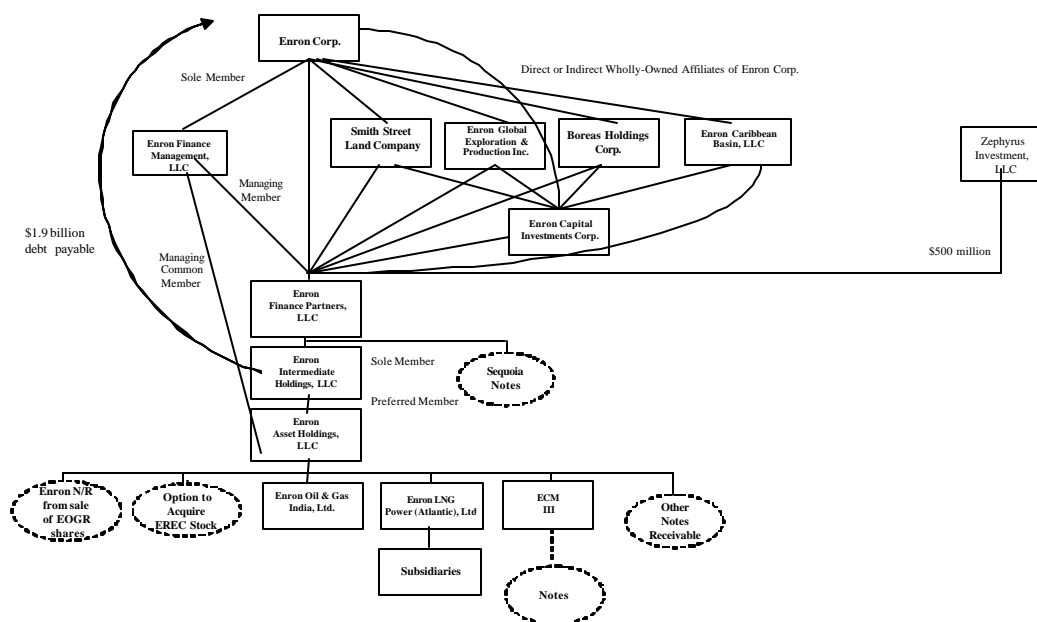 Enron Corp.
Sole Member
Direct or Indirect Wholly-Owned Affiliates of Enron Corp.
Enron Finance
Management,
LLC
Smith Street
Land Company
Enron Global
Exploration &
Production Inc.
Boreas Holdings
Corp.
Enron Caribbean
Basin, LLC
Zephyrus
Investment,
LLC
Managing
Member
Enron Capital
Investments Corp.
$1.9 billion
debt payable
Managing
Common
Member
$500 million
Enron
Finance Partners,
LLC
Enron
Intermediate
Holdings, LLC
Sole Member
Sequoia
Notes
Preferred Member
Enron
Asset Holdings,
LLC
Enron N/R
from sale
of EOGR
shares
Option to
Acquire
EREC Stock
Enron Oil & Gas
India, Ltd.
Enron LNG
Power (Atlantic), Ltd
ECM
III
Other
Notes
Receivable
Subsidiaries
Notes